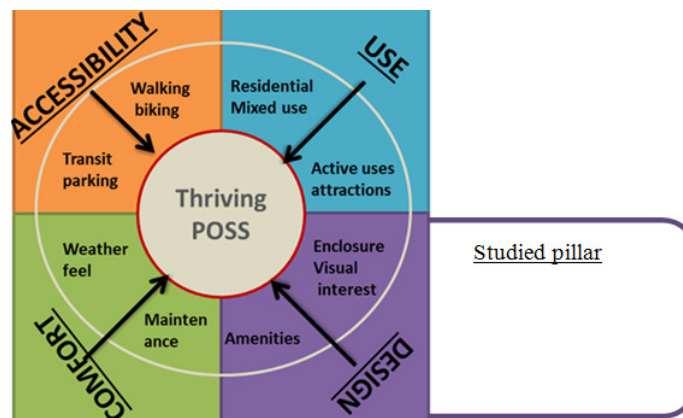 ACCESSIBILITY
Walking
biking
Transit
parking
USE
Residential
Mixed use
Active uses
attractions
Thriving
POSS
COMFORT
Weather
feel
Mainten
ance
DESIGN
Enclosure
Visual
interest
Amenities
Studied pillar